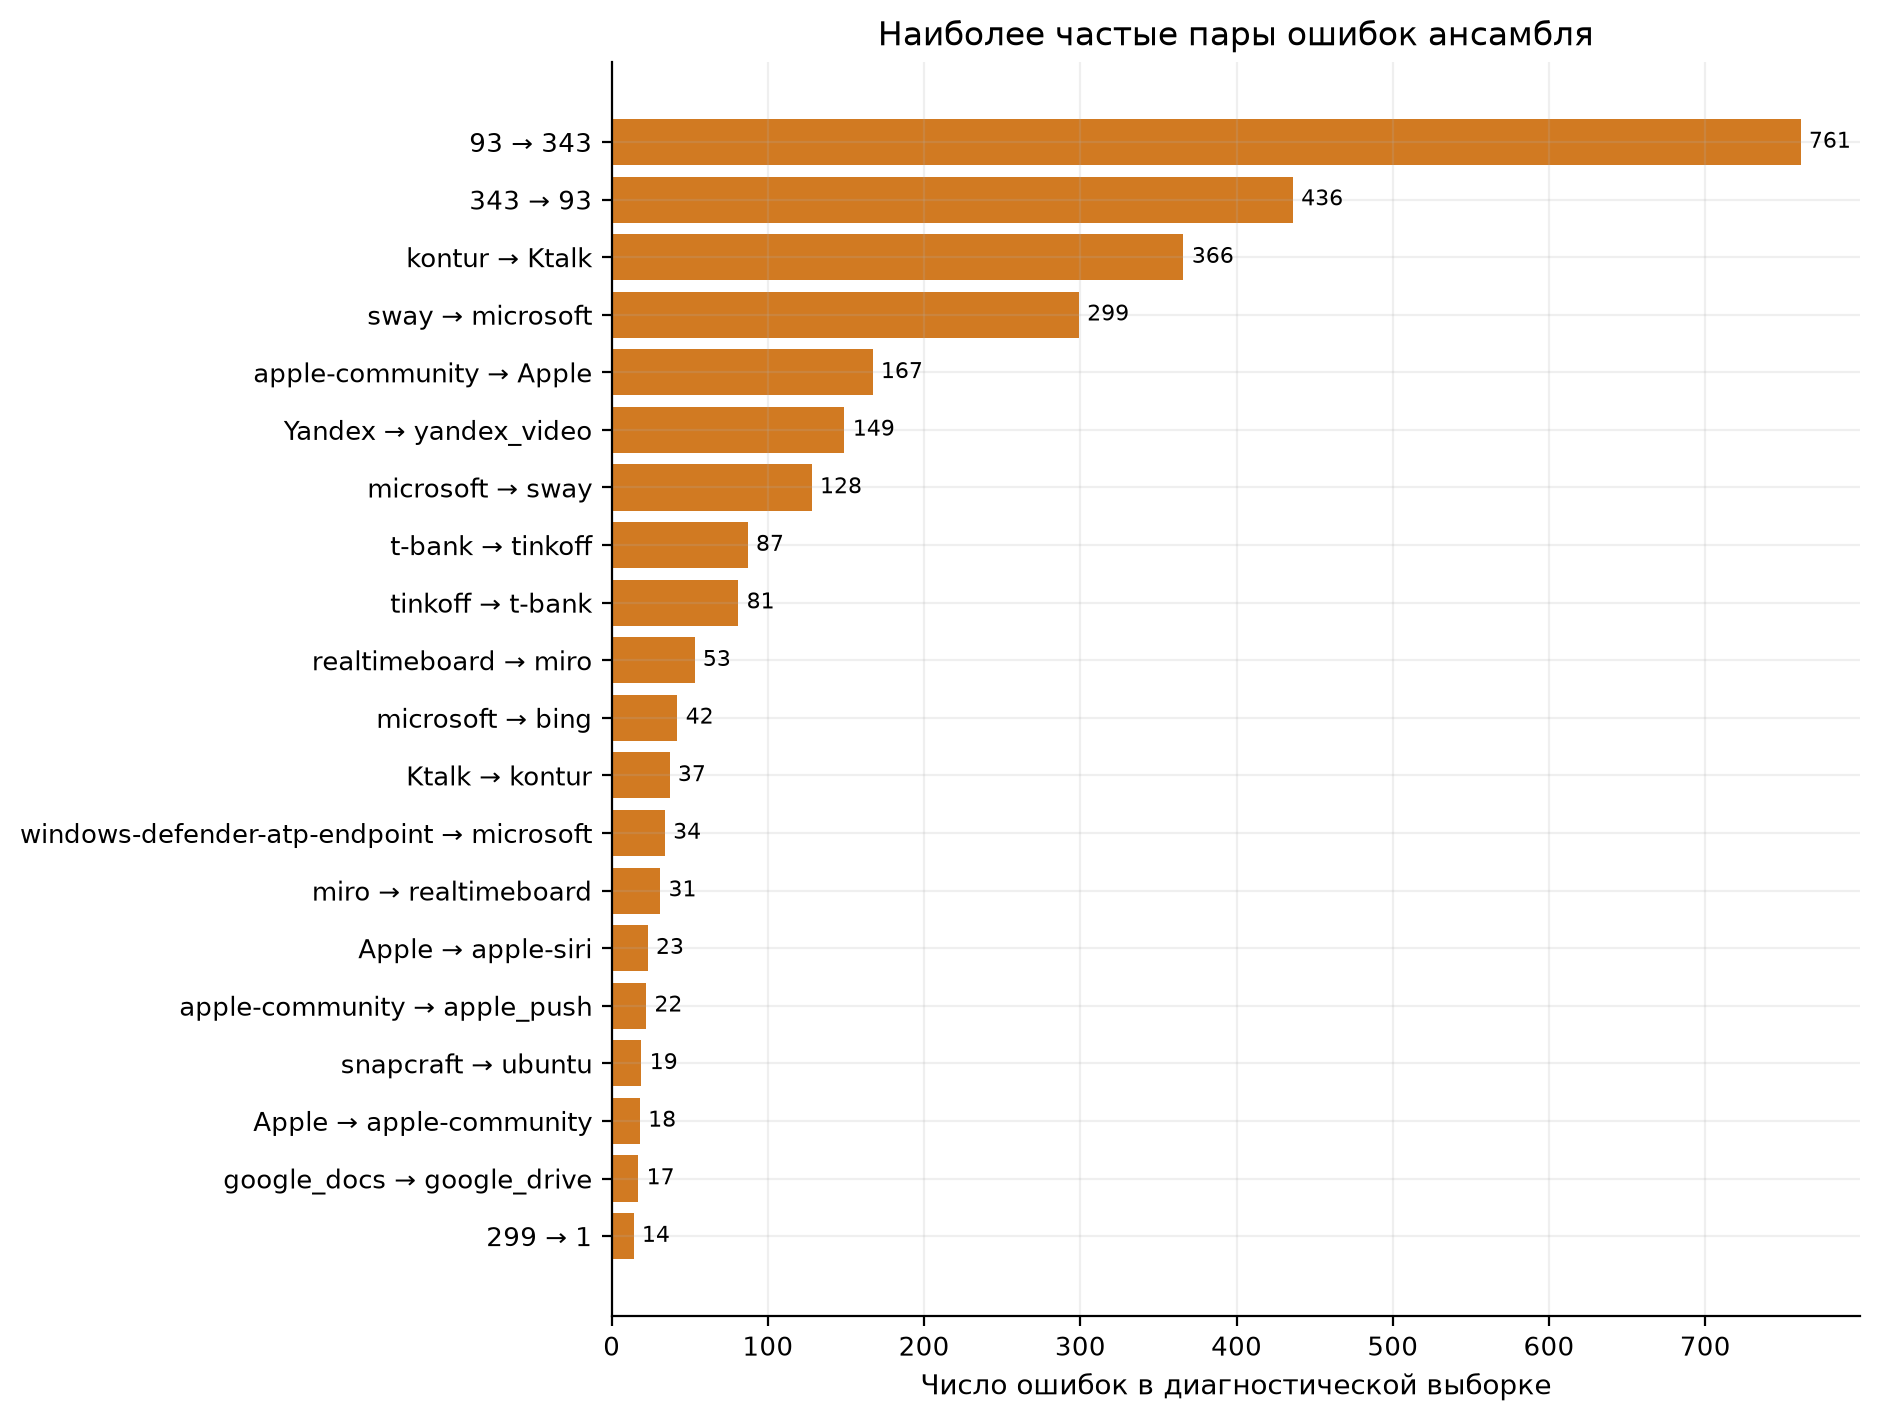 Наиболее частые пары ошибок ансамбля
93 → 343 761
343 → 93 436
kontur → Ktalk 366
sway → microsoft 299
apple-community → Apple 167
Yandex → yandex_video 149
microsoft → sway 128
t-bank → tinkoff 87
tinkoff → t-bank 81
realtimeboard → miro 53
microsoft → bing 42
Ktalk → kontur 37
windows-defender-atp-endpoint → microsoft 34
miro → realtimeboard 31
Apple → apple-siri 23
apple-community → apple_push 22
snapcraft → ubuntu 19
Apple → apple-community 18
google_docs → google_drive 17
299 → 1 14
0 100 200 300 400 500 600 700
Число ошибок в диагностической выборке